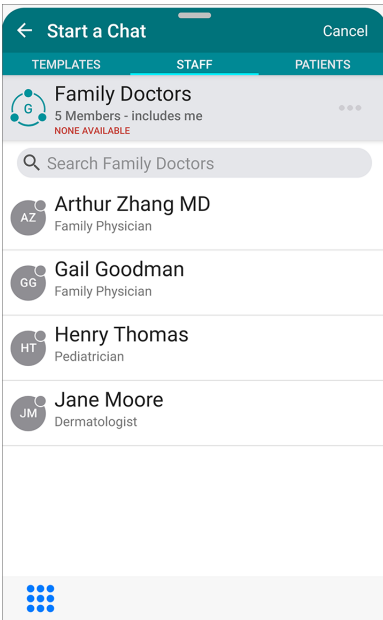 Start a Chat
Cancel
TEMPLATES
STAFF
PATIENTS
G
Family Doctors
5 Members - includes me
NONE AVAILABLE
Search Family Doctors
AZ
Arthur Zhang MD
Family Physician
GG
Gail Goodman
Family Physician
HT
Henry Thomas
Pediatrician
JM
Jane Moore
Dermatologist